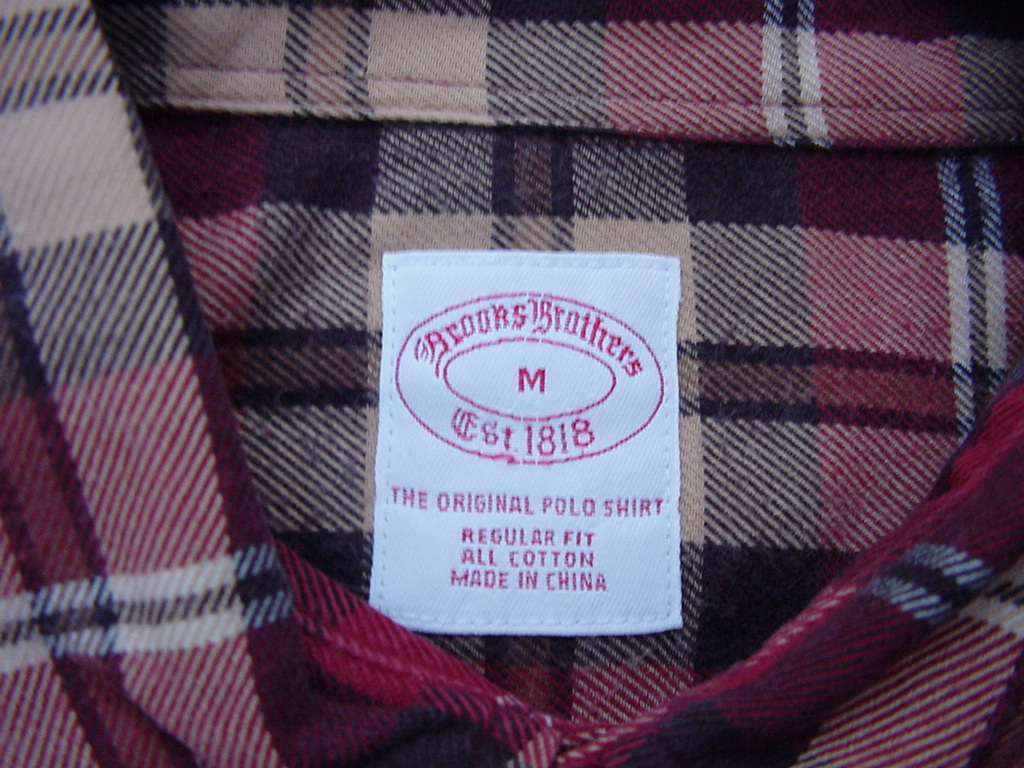 Brooks Brothers
M
Est. 1818
THE ORIGINAL POLO SHIRT
REGULAR FIT
ALL COTTON
MADE IN CHINA